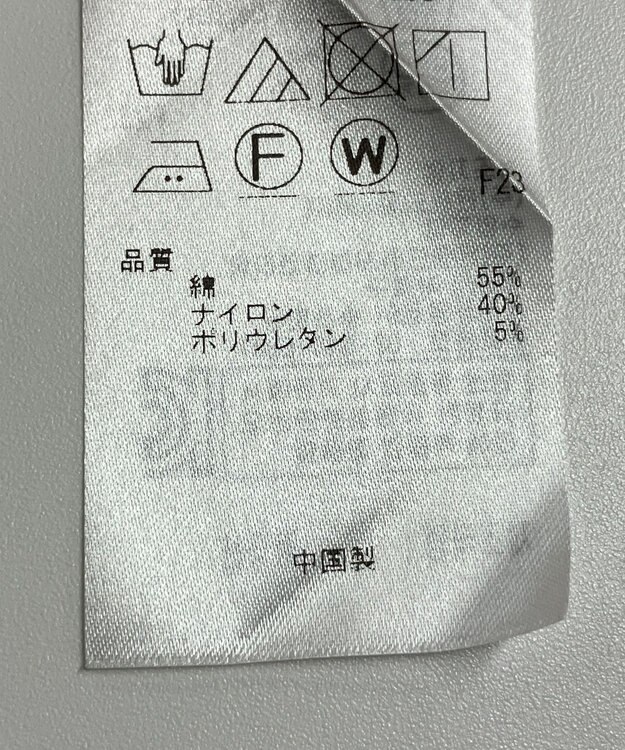 F W
F23
品質
綿 55%
ナイロン 40%
ポリウレタン 5%
中国製